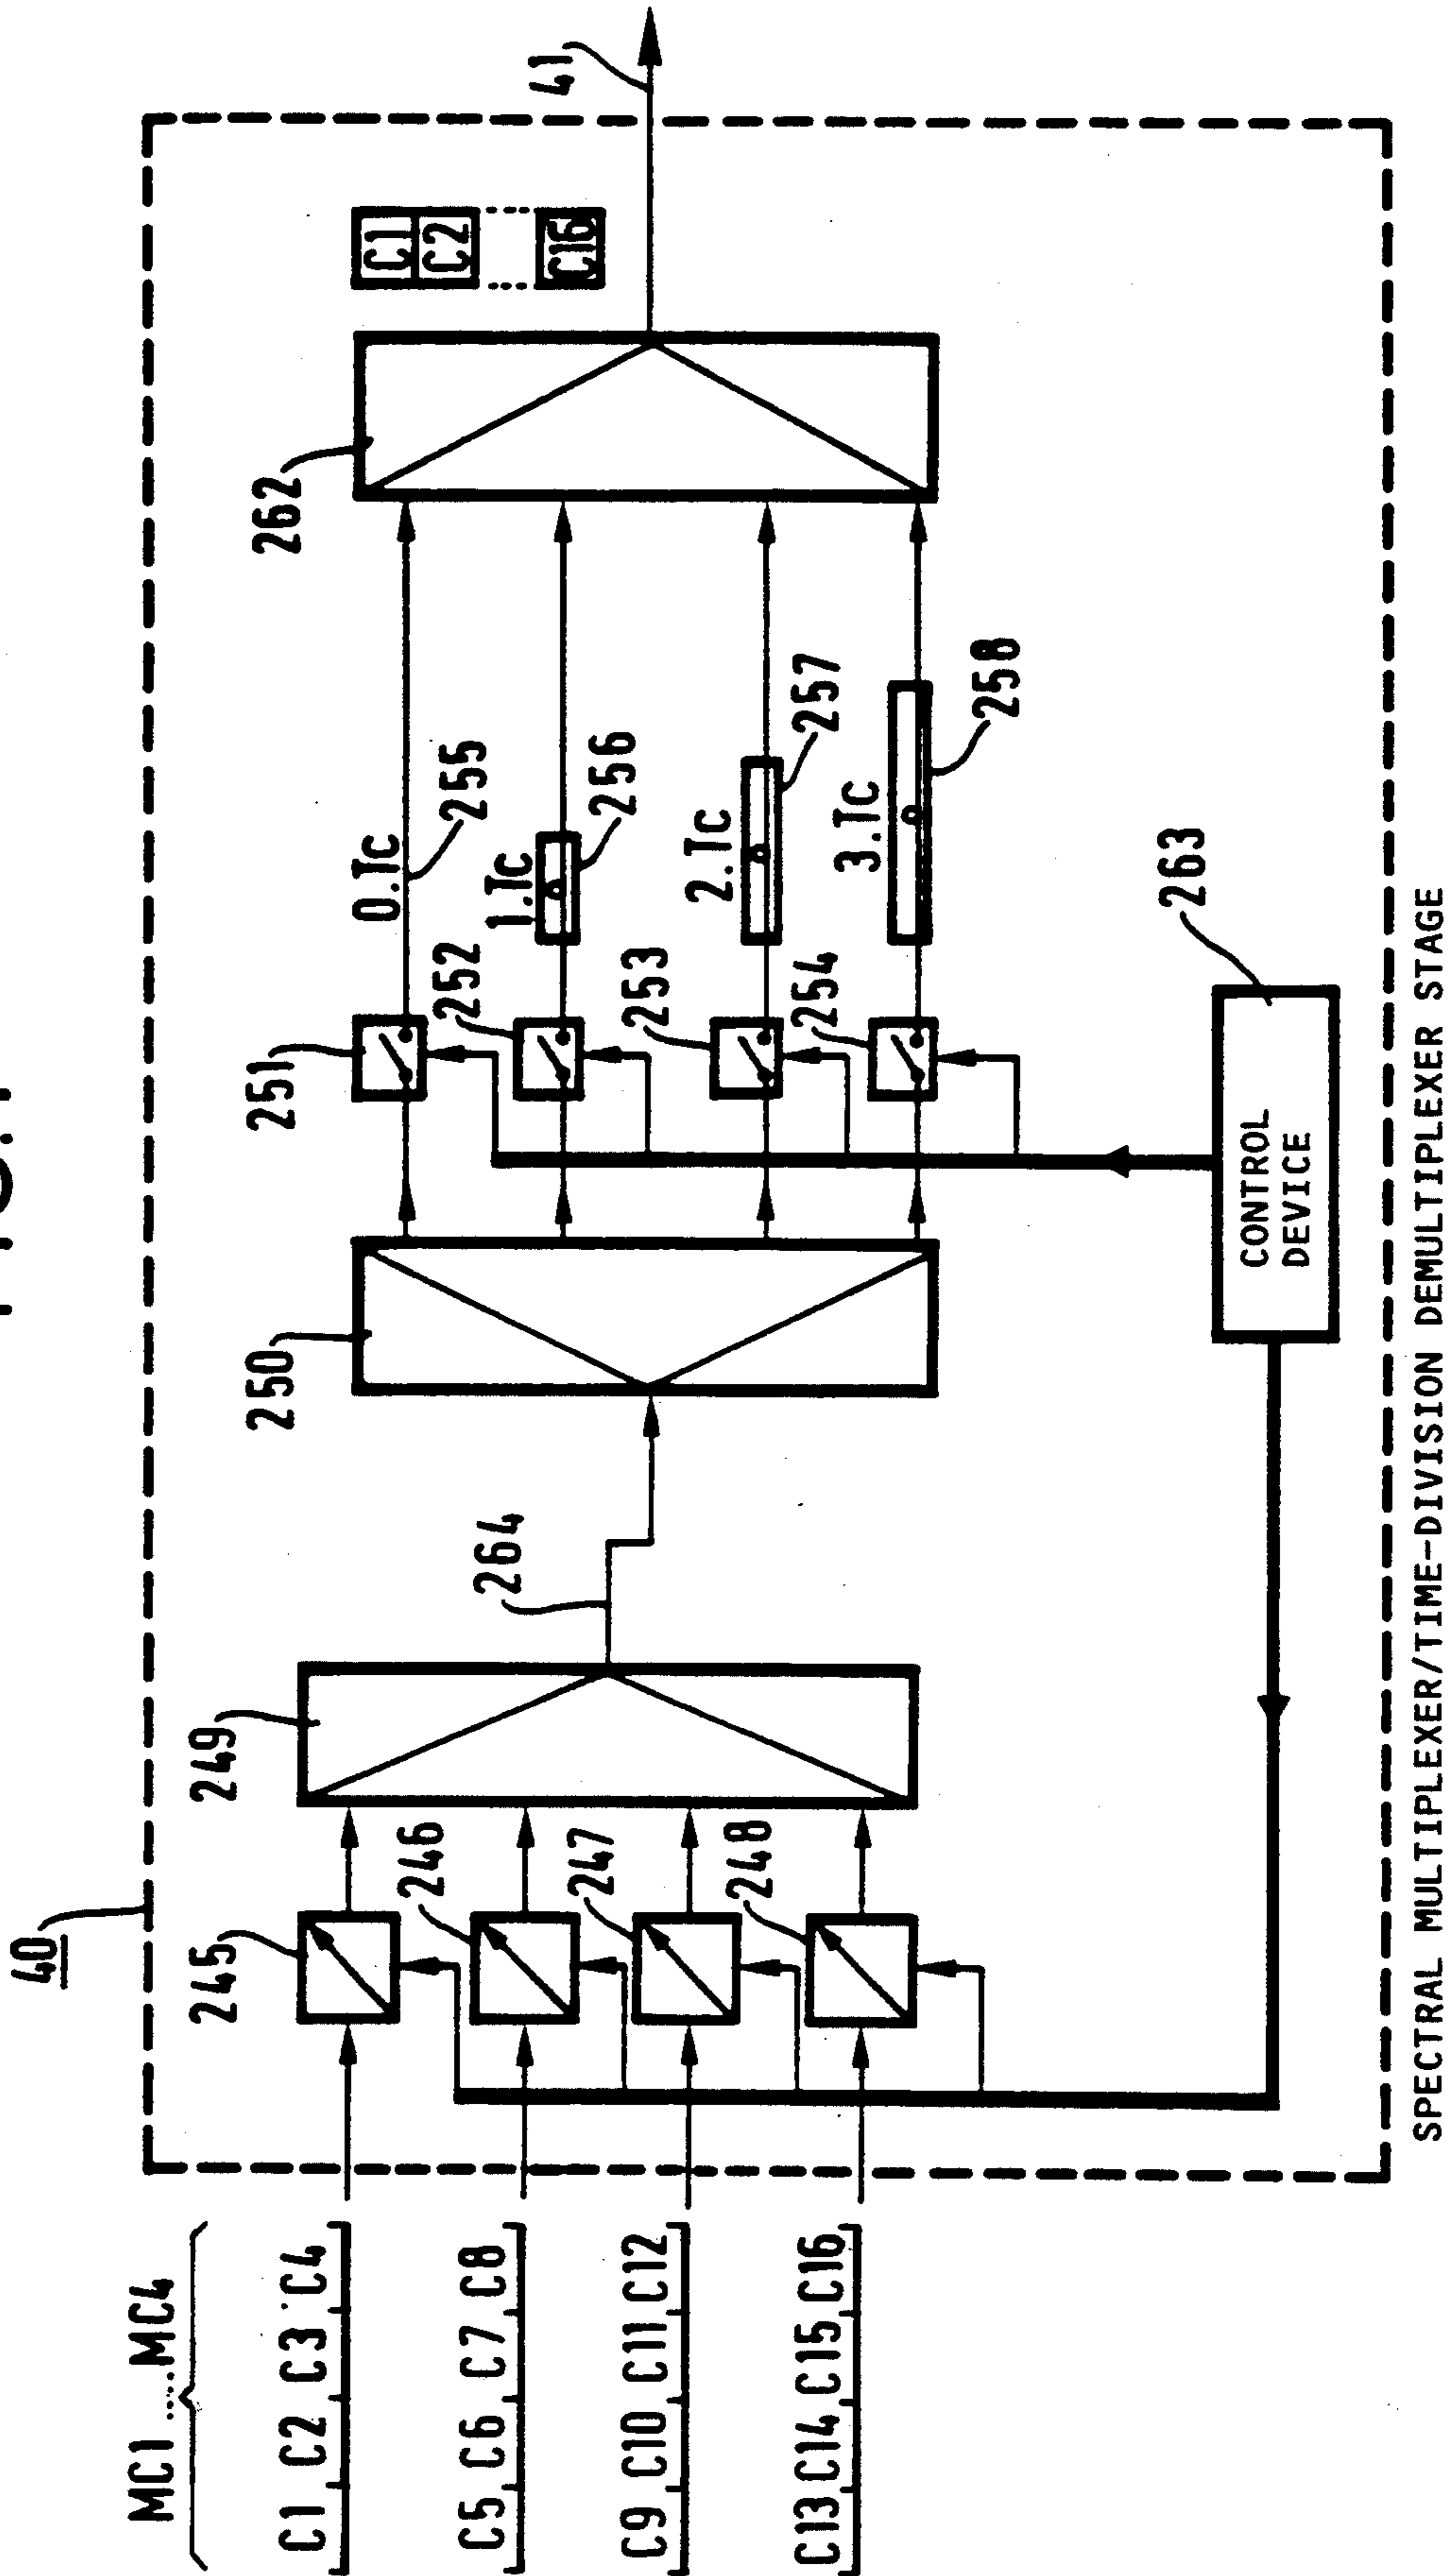 40
MC1 ..... MC4
C1 C2 C3 C4
C5 C6 C7 C8
C9 C10 C11 C12
C13 C14 C15 C16
245
246
247
248
249
264
250
251
252
253
254
0.Tc
255
1.Tc
256
2.Tc
257
3.Tc
258
262
C1
C2
C16
41
CONTROL
DEVICE
263
SPECTRAL MULTIPLEXER/TIME-DIVISION DEMULTIPLEXER STAGE